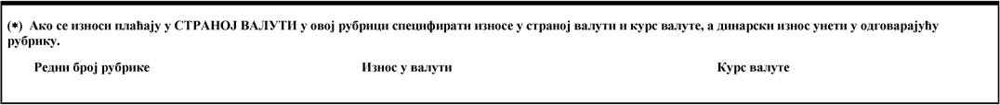 (*) Ако се износи плаћају у СТРАНОЈ ВАЛУТИ у овој рубрици специфирати износе у страној валути и курс валуте, а динарски износ унети у одговарајућу
рубрику.
Редни број рубрике Износ у валути Курс валуте